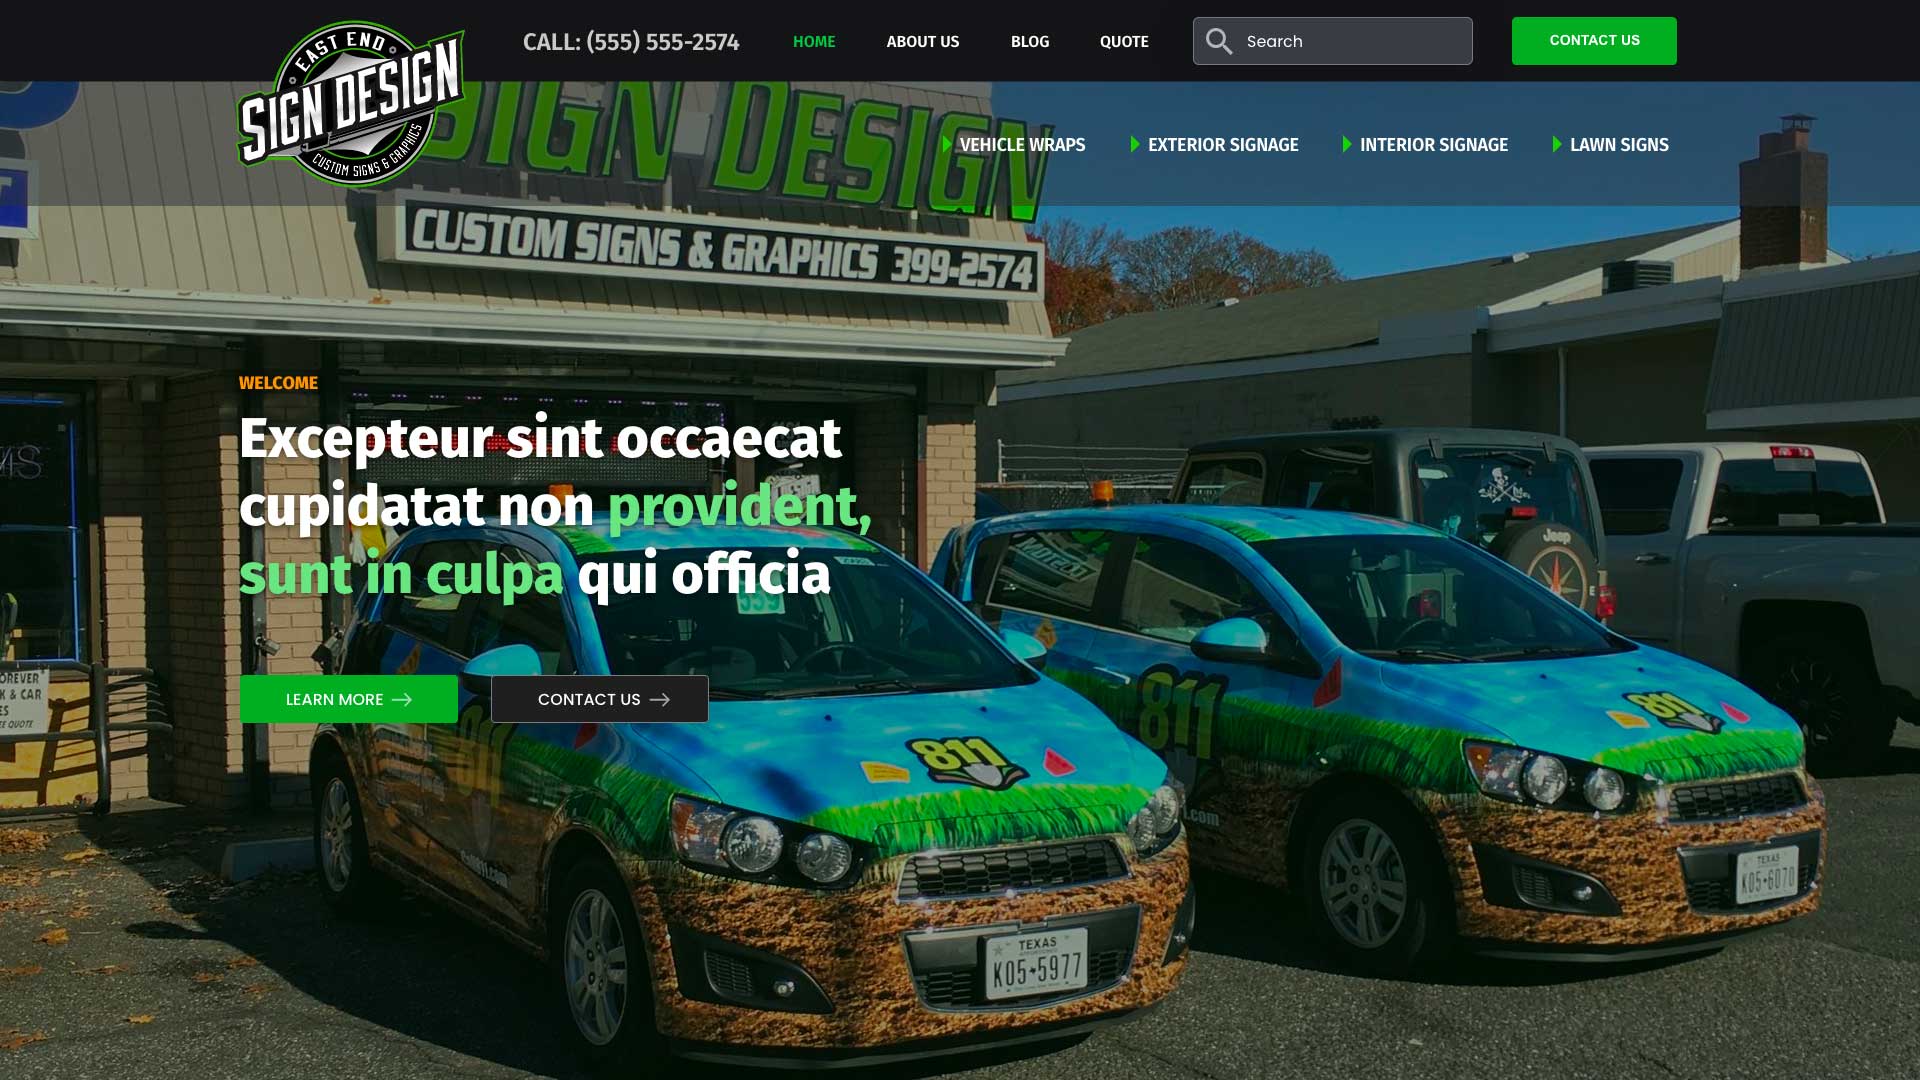 EAST END
SIGN DESIGN
CUSTOM SIGNS & GRAPHICS
CALL: (555) 555-2574
HOME
ABOUT US
BLOG
QUOTE
Search
CONTACT US
SIGN DESIGN
VEHICLE WRAPS
EXTERIOR SIGNAGE
INTERIOR SIGNAGE
LAWN SIGNS
CUSTOM SIGNS & GRAPHICS 399-2574
WELCOME
Excepteur sint occaecat
cupidatat non provident,
sunt in culpa qui officia
Jeep
LEARN MORE
CONTACT US
811
811
811
811
TEXAS
K05 5977
TEXAS
K05 6070